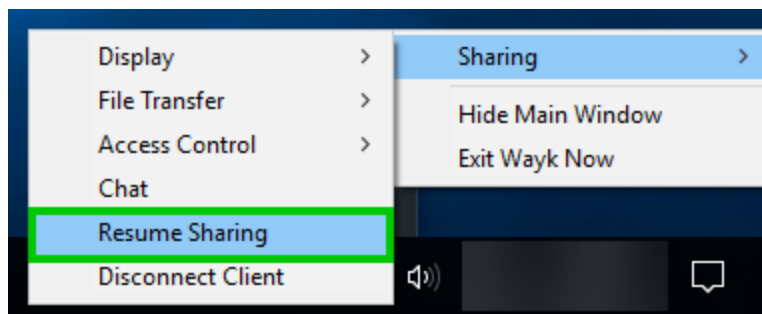 Display
File Transfer
Access Control
Chat
Resume Sharing
Disconnect Client
Sharing
Hide Main Window
Exit Wayk Now